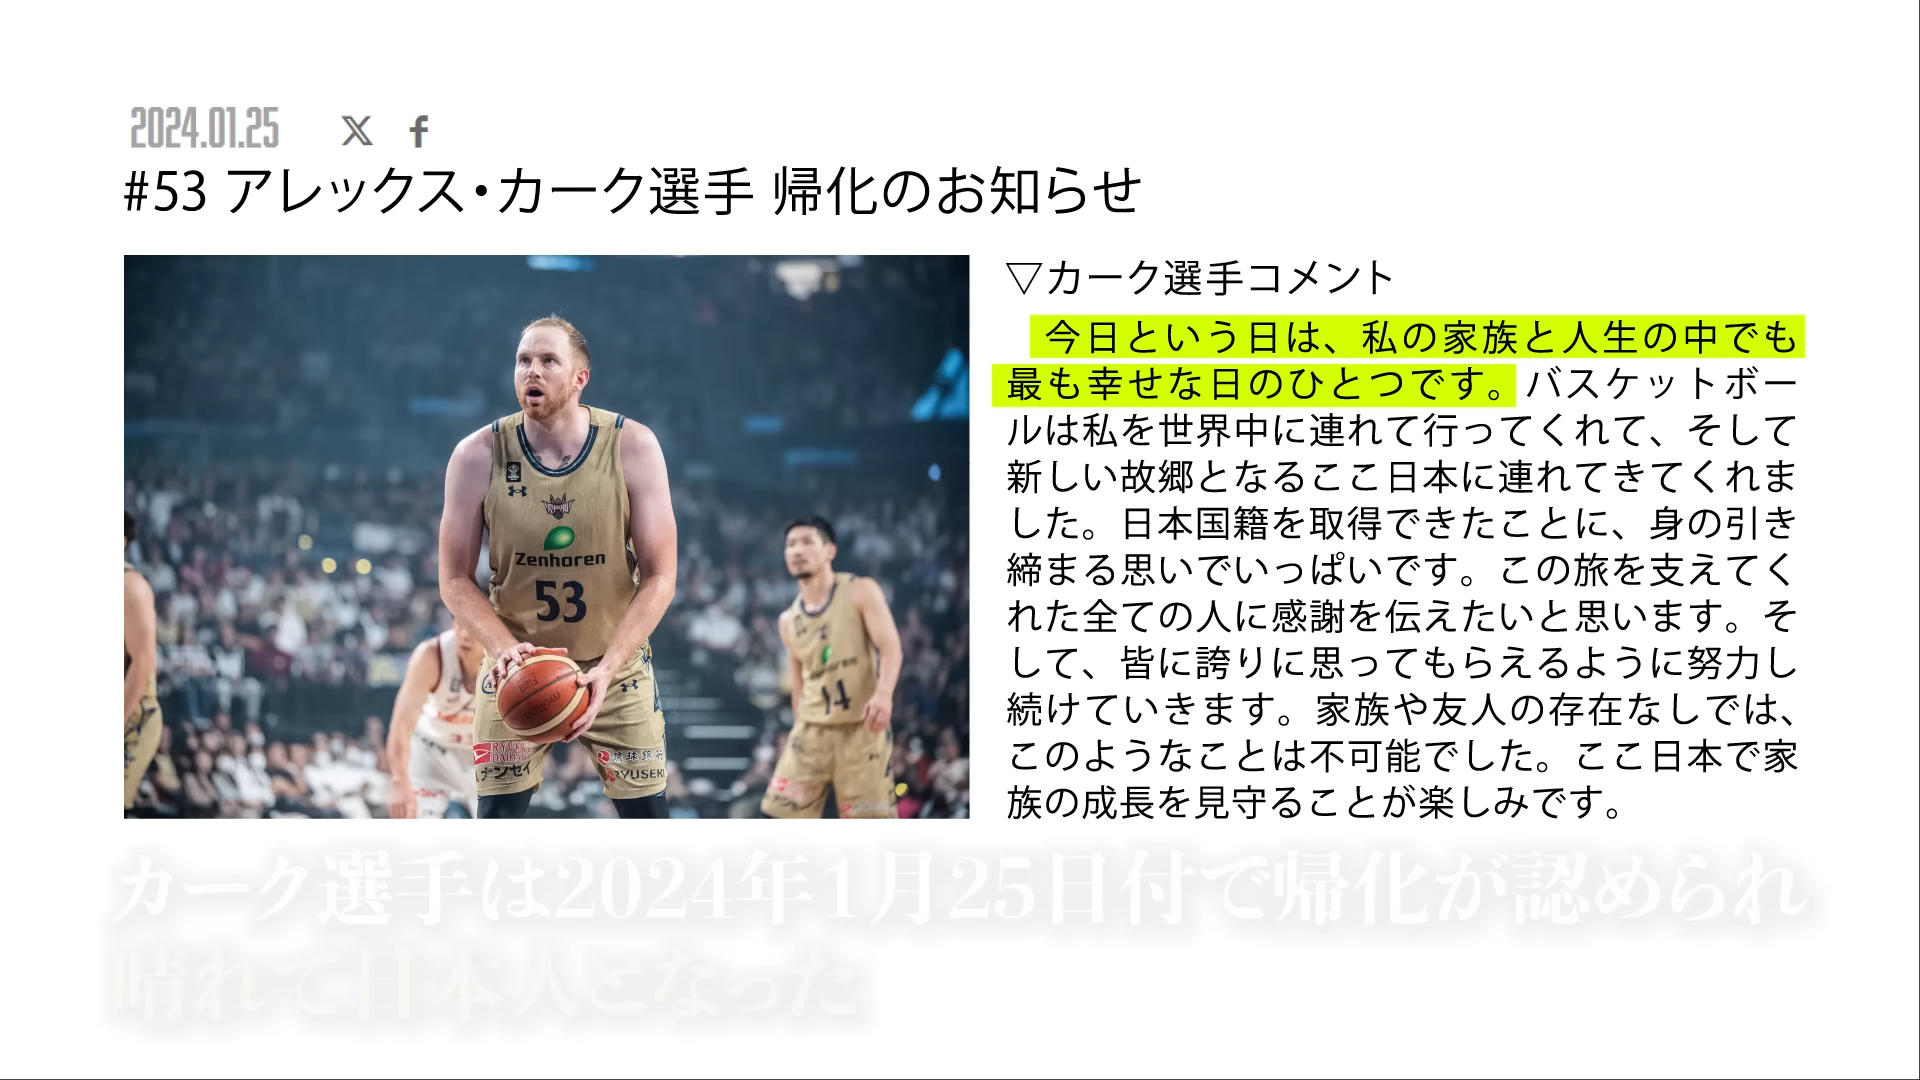 2024.01.25
#53 アレックス・カーク選手 帰化のお知らせ
▽カーク選手コメント
今日という日は、私の家族と人生の中でも
最も幸せな日のひとつです。バスケットボー
ルは私を世界中に連れて行ってくれて、そして
新しい故郷となるここ日本に連れてきてくれま
した。日本国籍を取得できたことに、身の引き
締まる思いでいっぱいです。この旅を支えてく
れた全ての人に感謝を伝えたいと思います。そ
して、皆に誇りに思ってもらえるように努力し
続けていきます。家族や友人の存在なしでは、
このようなことは不可能でした。ここ日本で家
族の成長を見守ることが楽しみです。
Zenhoren
53
14
琉球銀行
RYUSEKI
カーク選手は2024年1月25日付で帰化が認められ
晴れて日本人となった